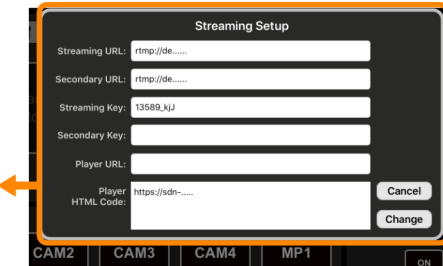 Streaming Setup
Streaming URL: rtmp://de......
Secondary URL: rtmp://de......
Streaming Key: 13589_kjJ
Secondary Key:
Player URL:
Player HTML Code: https://sdn-.....
Cancel
Change
CAM2 CAM3 CAM4 MP1
ON